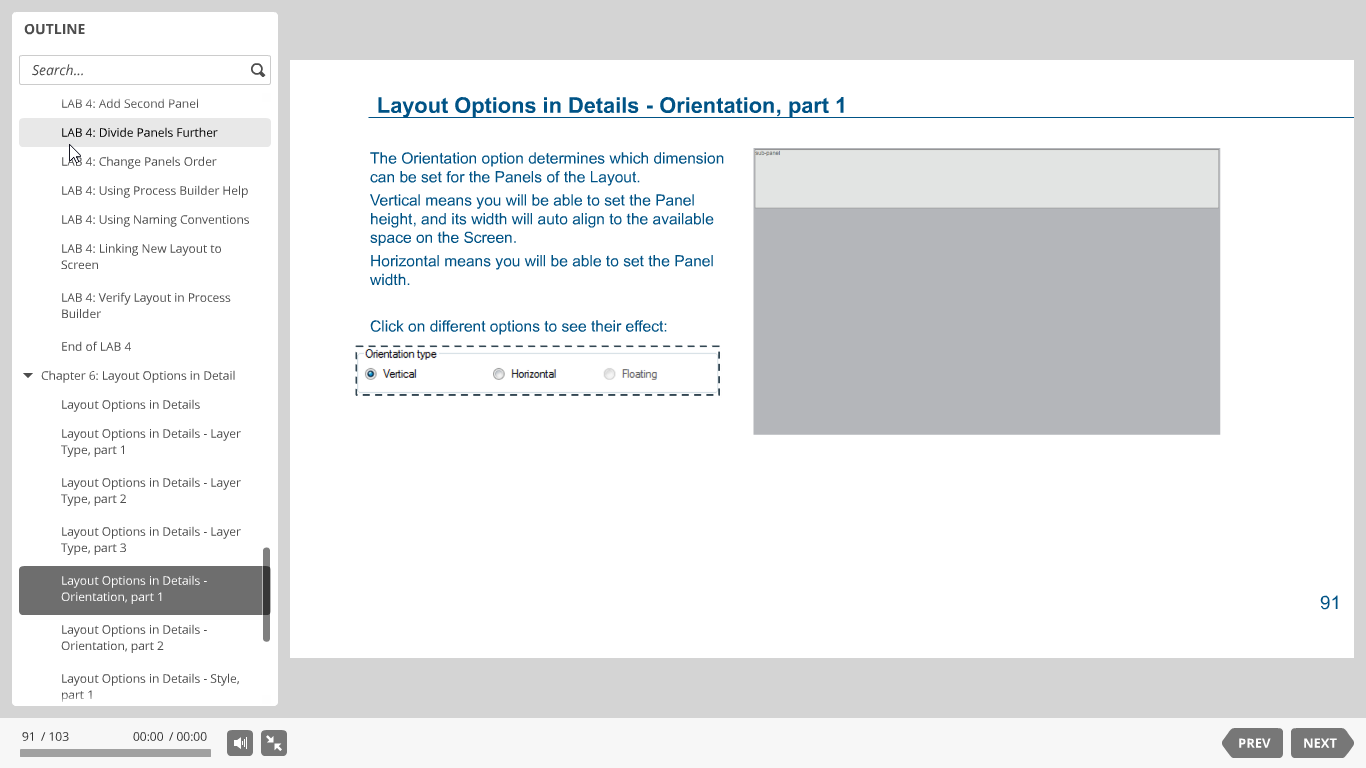 OUTLINE
Search...
LAB 4: Add Second Panel
LAB 4: Divide Panels Further
LAB 4: Change Panels Order
LAB 4: Using Process Builder Help
LAB 4: Using Naming Conventions
LAB 4: Linking New Layout to
Screen
LAB 4: Verify Layout in Process
Builder
End of LAB 4
Chapter 6: Layout Options in Detail
Layout Options in Details
Layout Options in Details - Layer
Type, part 1
Layout Options in Details - Layer
Type, part 2
Layout Options in Details - Layer
Type, part 3
Layout Options in Details -
Orientation, part 1
Layout Options in Details -
Orientation, part 2
Layout Options in Details - Style,
part 1
Layout Options in Details - Orientation, part 1
The Orientation option determines which dimension
can be set for the Panels of the Layout.
Vertical means you will be able to set the Panel
height, and its width will auto align to the available
space on the Screen.
Horizontal means you will be able to set the Panel
width.
Click on different options to see their effect:
Orientation type
Vertical Horizontal Floating
Sub-panel
91
91 / 103 00:00 / 00:00
PREV NEXT